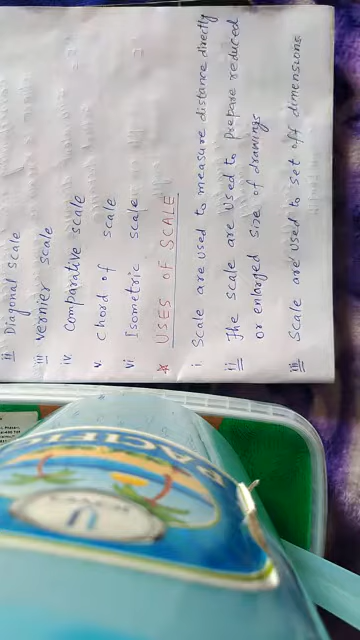 ii Diagonal scale
iii vernier scale
iv. comparative scale
v. chord of scale
vi Isometric scale
* USES OF SCALE
i. Scale are used to measure distance directly
ii The scale are used to prepare reduced
or enlarged size of drawings
iii Scale are used to set off dimensions
PACIFIC